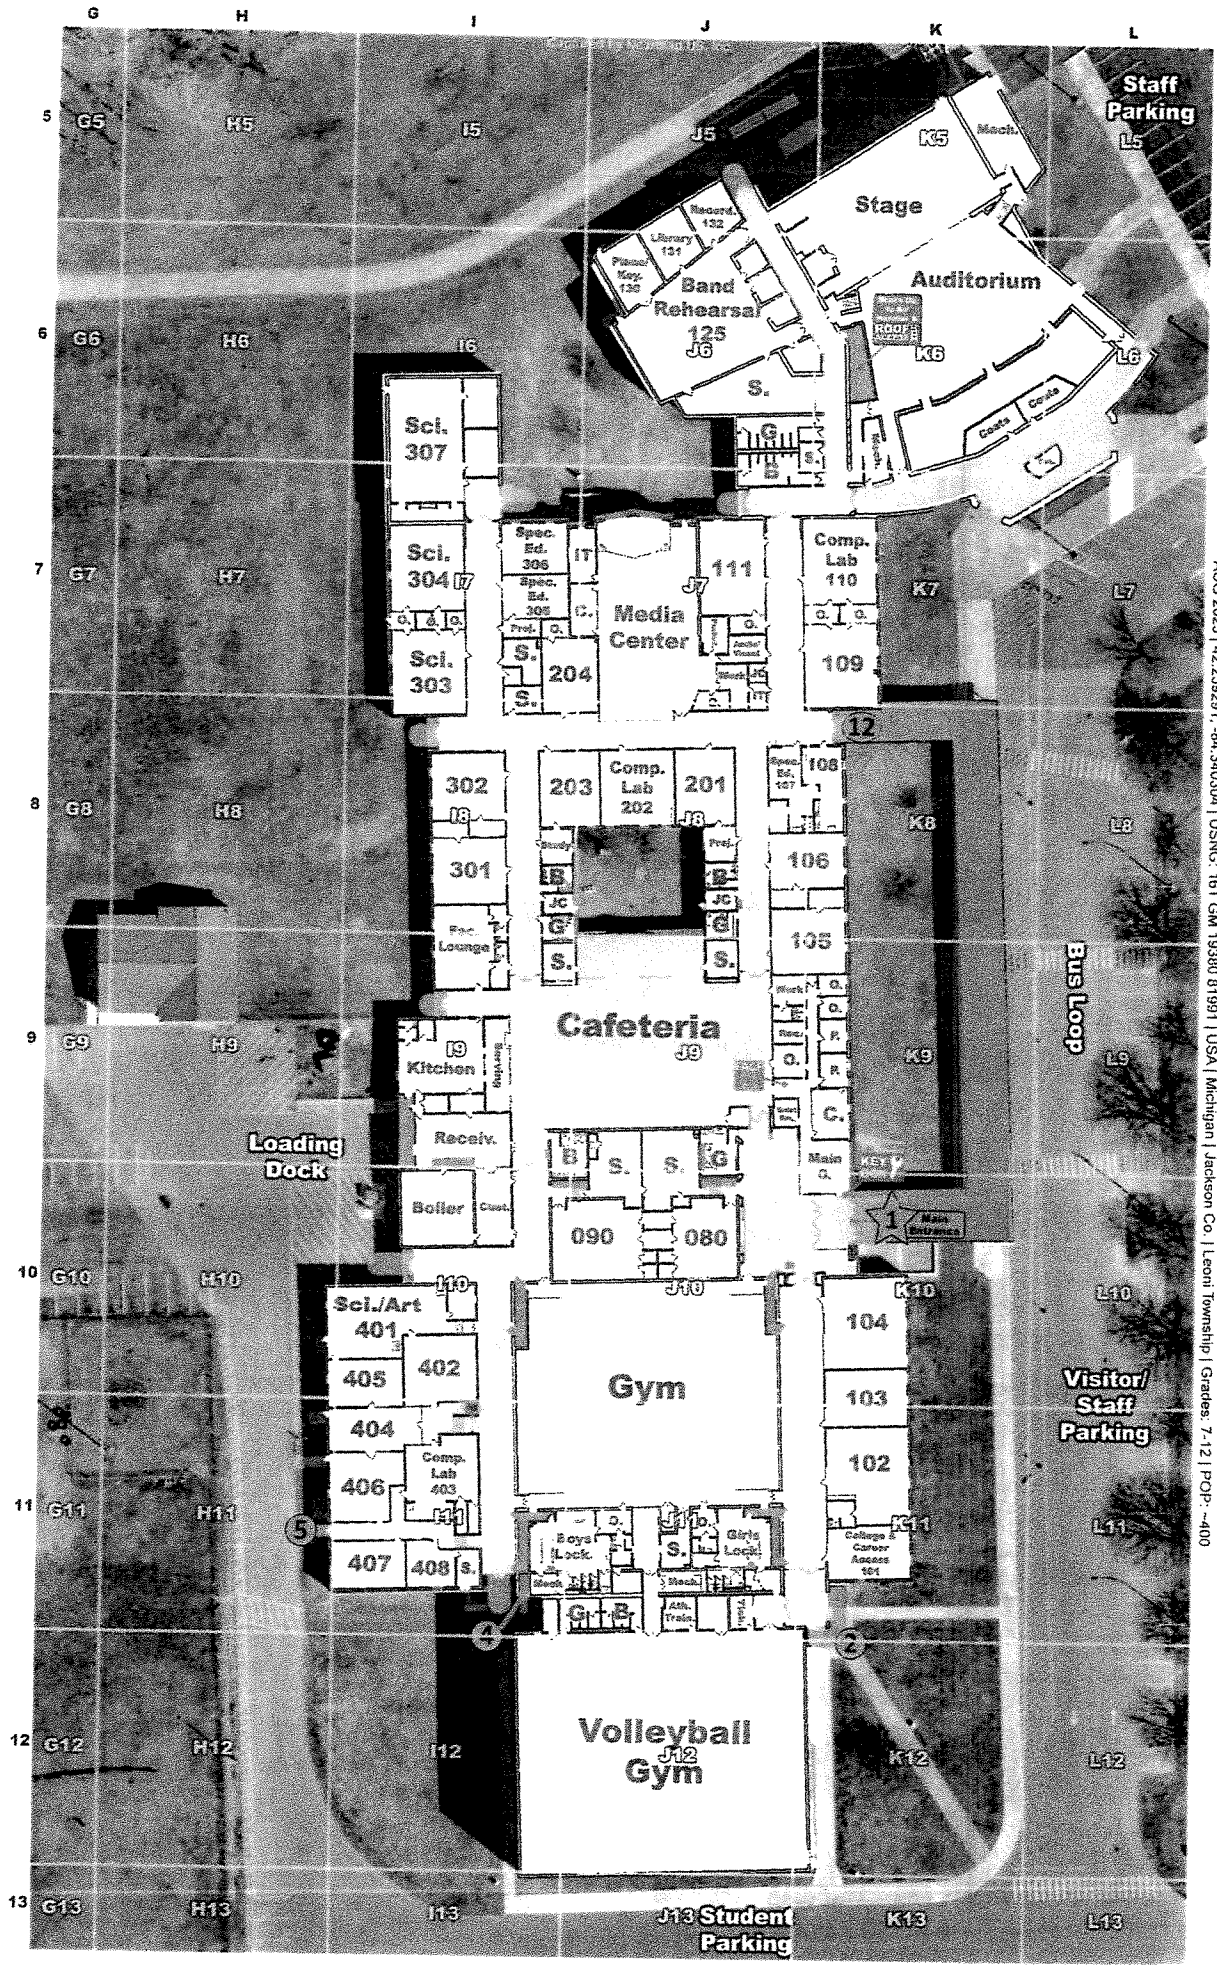 G
H
I
J
K
L
5
G5
H5
I5
J5
K5
L5
Staff
Parking
Mech.
Stage
Record.
132
Library
131
Piano/
Key.
130
Band
Rehearsal
125
Auditorium
ROOF
6
G6
H6
I6
J6
K6
L6
S.
G
B
S.
Mech.
Coats
Coats
Sci.
307
7
G7
H7
I7
J7
K7
L7
Sci.
304
Spec.
Ed.
306
IT
Spec.
Ed.
305
C.
Media
Center
111
Comp.
Lab
110
O.
O.
O.
Proj.
O.
O.
O.
O.
Sci.
303
S.
S.
204
Work
109
12
302
203
Comp.
Lab
202
201
Spec.
Ed.
107
108
8
G8
H8
I8
J8
K8
L8
301
Study
B
JC
G
S.
Proj.
B
JC
G
S.
106
105
Fac.
Lounge
Bus Loop
Cafeteria
Work
O.
O.
R
R
O.
C.
9
G9
H9
I9
J9
K9
L9
Kitchen
Serving
Receiv.
Loading
Dock
B
S.
S.
G
Main
O.
Boiler
Cust.
090
080
1
Main
Entrance
10
G10
H10
I10
J10
K10
L10
Sci./Art
401
402
405
404
Comp.
Lab
403
406
407
408
S.
Gym
104
103
102
College &
Career
Access
101
Visitor/
Staff
Parking
11
G11
H11
I11
J11
K11
L11
5
Boys
Lock.
O.
S.
O.
Girls
Lock.
Mech.
Mech.
G
B
Ath.
Train.
4
2
Volleyball
Gym
12
G12
H12
I12
J12
K12
L12
13
G13
H13
I13
J13
K13
L13
Student
Parking
USA | Michigan | Jackson Co. | Leoni Township | Grades: 7-12 | POP: ~400